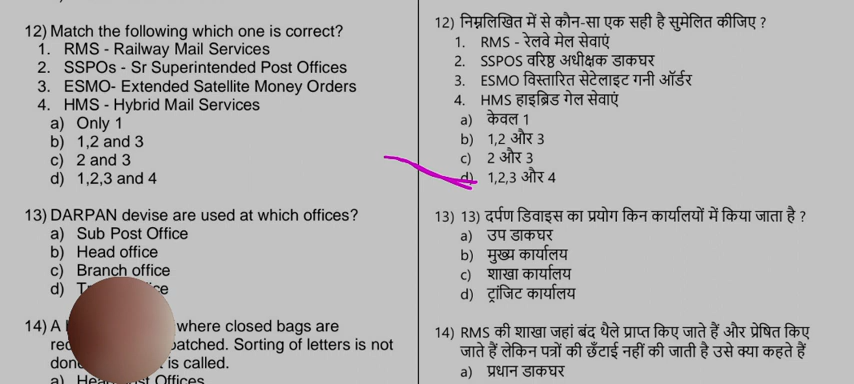 12) Match the following which one is correct?
1. RMS - Railway Mail Services
2. SSPOs - Sr Superintended Post Offices
3. ESMO- Extended Satellite Money Orders
4. HMS - Hybrid Mail Services
a) Only 1
b) 1,2 and 3
c) 2 and 3
d) 1,2,3 and 4
13) DARPAN devise are used at which offices?
a) Sub Post Office
b) Head office
c) Branch office
d)
14) A where closed bags are
patched. Sorting of letters is not
is called.
a) Offices
12) निम्नलिखित में से कौन-सा एक सही है सुमेलित कीजिए ?
1. RMS - रेलवे मेल सेवाएं
2. SSPOS वरिष्ठ अधीक्षक डाकघर
3. ESMO विस्तारित सेटेलाइट गनी ऑर्डर
4. HMS हाइब्रिड गेल सेवाएं
a) केवल 1
b) 1,2 और 3
c) 2 और 3
d) 1,2,3 और 4
13) 13) दर्पण डिवाइस का प्रयोग किन कार्यालयों में किया जाता है ?
a) उप डाकघर
b) मुख्य कार्यालय
c) शाखा कार्यालय
d) ट्रांजिट कार्यालय
14) RMS की शाखा जहां बंद थैले प्राप्त किए जाते हैं और प्रेषित किए
जाते हैं लेकिन पत्रों की छँटाई नहीं की जाती है उसे क्या कहते हैं
a) प्रधान डाकघर